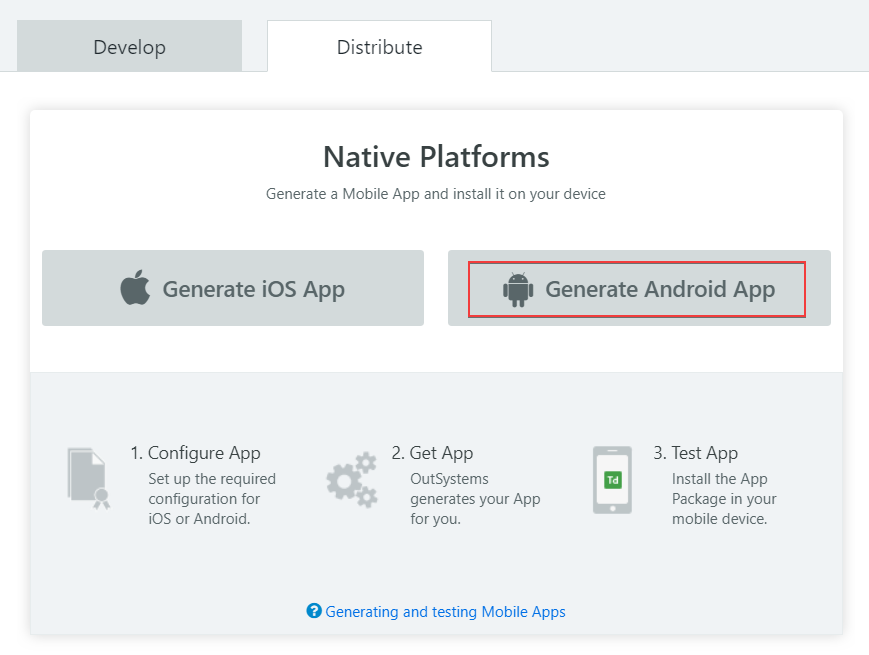 Develop
Distribute
Native Platforms
Generate a Mobile App and install it on your device
Generate iOS App
Generate Android App
1. Configure App
Set up the required
configuration for
iOS or Android.
2. Get App
OutSystems
generates your App
for you.
Td
3. Test App
Install the App
Package in your
mobile device.
? Generating and testing Mobile Apps